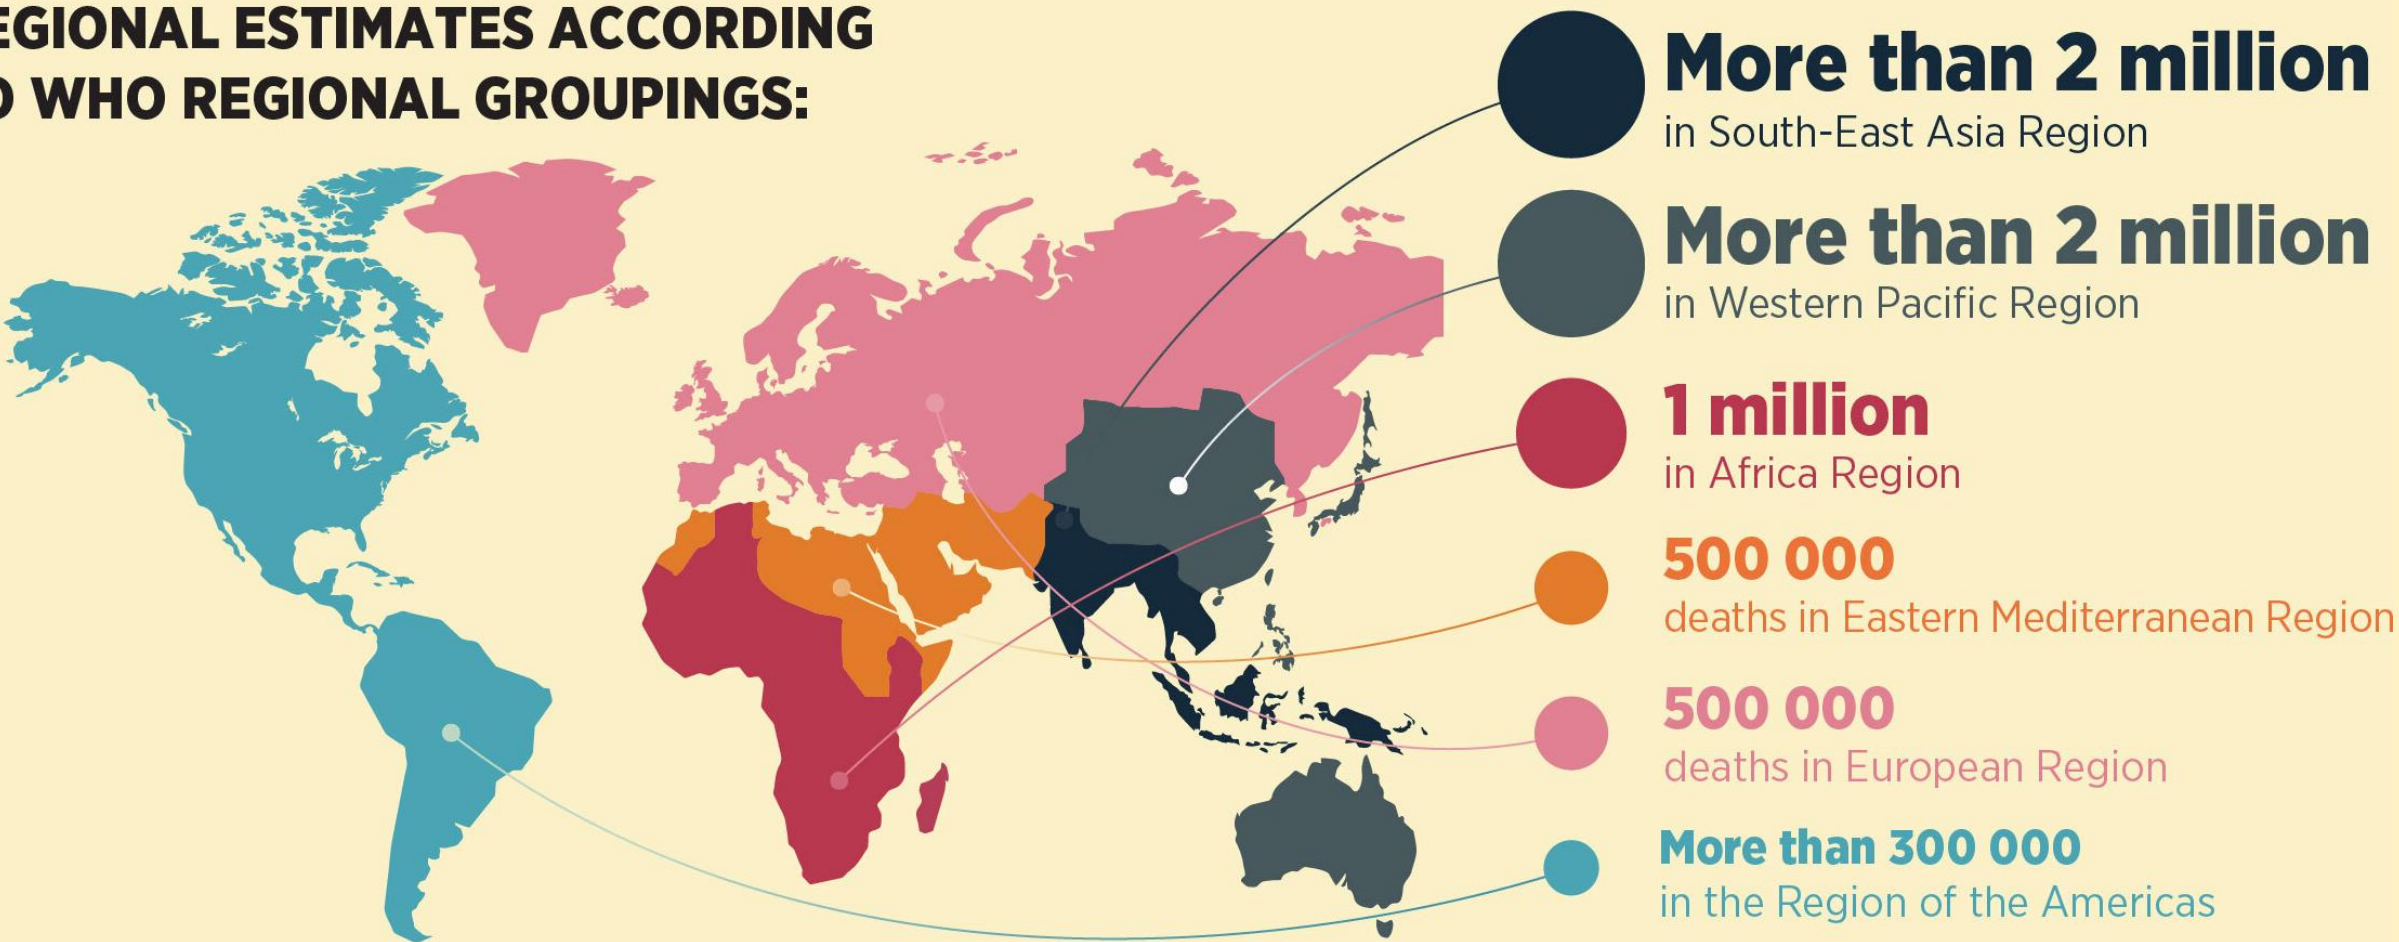 EGIONAL ESTIMATES ACCORDING
O WHO REGIONAL GROUPINGS:
More than 2 million
in South-East Asia Region
More than 2 million
in Western Pacific Region
1 million
in Africa Region
500 000
deaths in Eastern Mediterranean Region
500 000
deaths in European Region
More than 300 000
in the Region of the Americas